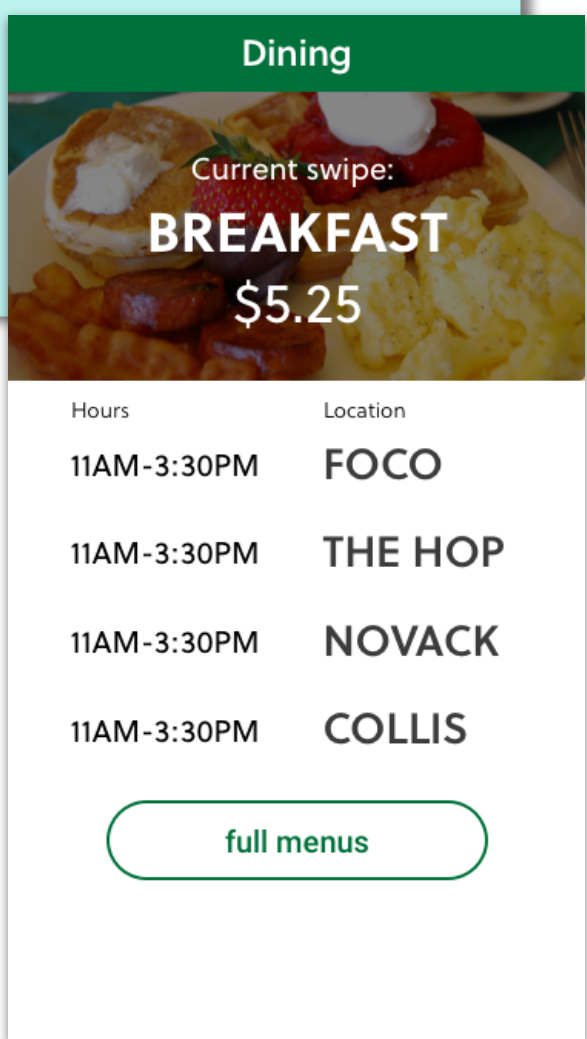 Dining
Current swipe:
BREAKFAST
$5.25
Hours Location
11AM-3:30PM FOCO
11AM-3:30PM THE HOP
11AM-3:30PM NOVACK
11AM-3:30PM COLLIS
full menus